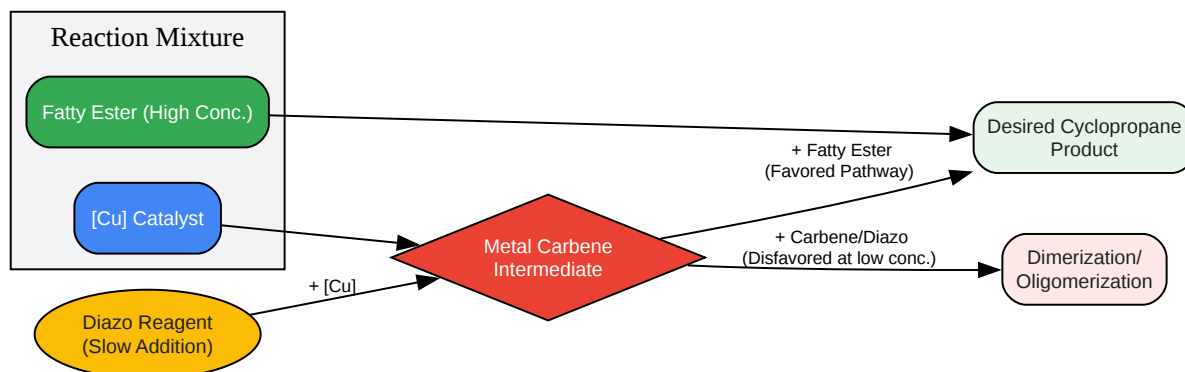 Reaction Mixture
Fatty Ester (High Conc.)
[Cu] Catalyst
Diazo Reagent
(Slow Addition)
+ [Cu]
Metal Carbene
Intermediate
+ Fatty Ester
(Favored Pathway)
+ Carbene/Diazo
(Disfavored at low conc.)
Desired Cyclopropane
Product
Dimerization/
Oligomerization